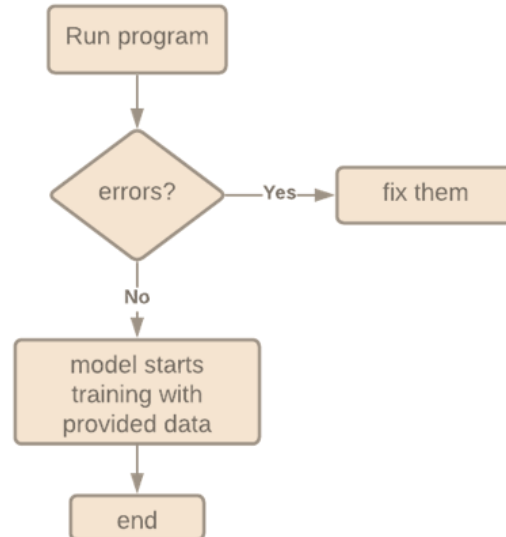 Run program
errors?
Yes
fix them
No
model starts
training with
provided data
end